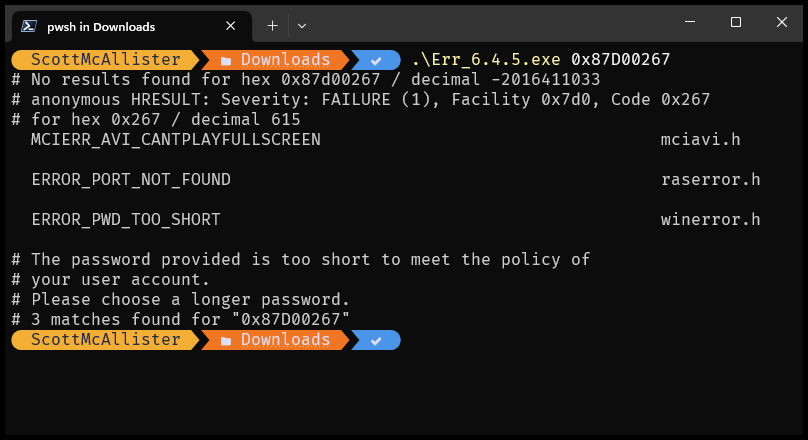 pwsh in Downloads
ScottMcAllister Downloads .\Err_6.4.5.exe 0x87D00267
# No results found for hex 0x87d00267 / decimal -2016411033
# anonymous HRESULT: Severity: FAILURE (1), Facility 0x7d0, Code 0x267
# for hex 0x267 / decimal 615
MCIERR_AVI_CANTPLAYFULLSCREEN mciavi.h
ERROR_PORT_NOT_FOUND raserror.h
ERROR_PWD_TOO_SHORT winerror.h
# The password provided is too short to meet the policy of
# your user account.
# Please choose a longer password.
# 3 matches found for "0x87D00267"
ScottMcAllister Downloads